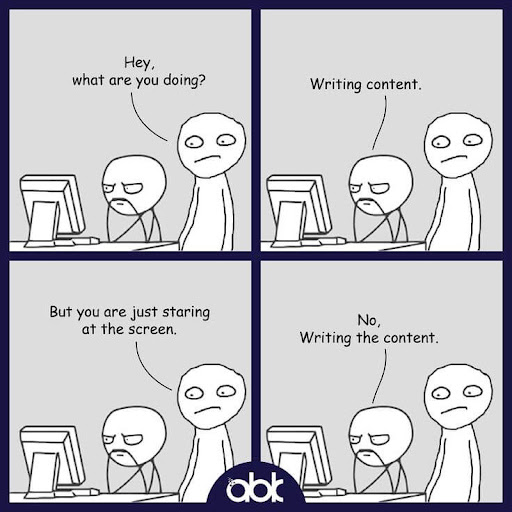 Hey,
what are you doing?
Writing content.
But you are just staring
at the screen.
No,
Writing the content.
abk